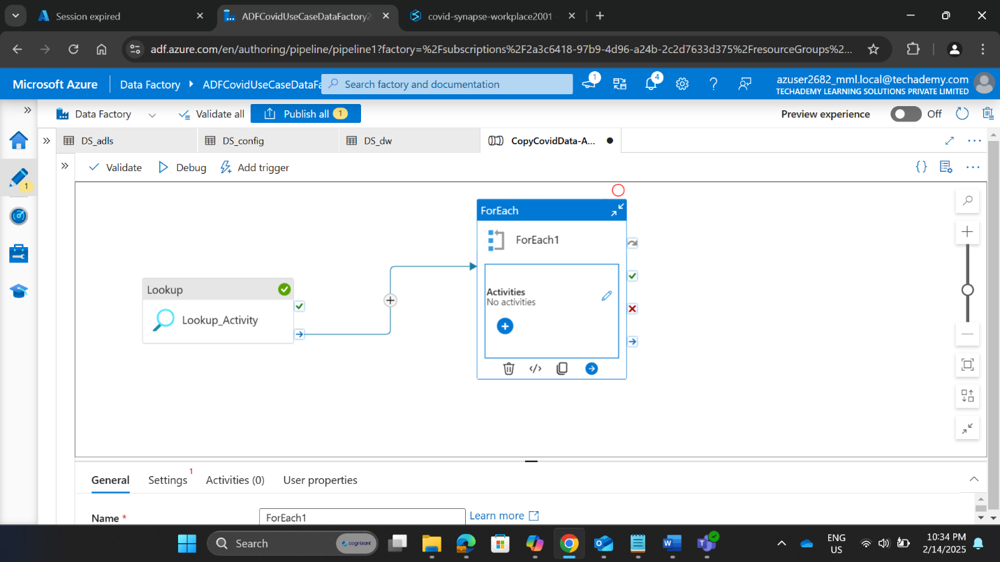 Session expired
ADFCovidUseCaseDataFactory2
covid-synapse-workplace2001
adf.azure.com/en/authoring/pipeline/pipeline1?factory=%2Fsubscriptions%2F2a3c6418-97b9-4d96-a24b-2c2d7633d375%2FresourceGroups%2...
Microsoft Azure
Data Factory
ADFCovidUseCaseDataFa
Search factory and documentation
1
4
azuser2682_mml.local@techademy.com
TECHADEMY LEARNING SOLUTIONS PRIVATE LIMITED
Data Factory
Validate all
Publish all 1
Preview experience
Off
DS_adls
DS_config
DS_dw
CopyCovidData-A...
1
Validate
Debug
Add trigger
ForEach
ForEach1
Activities
No activities
Lookup
Lookup_Activity
General
Settings 1
Activities (0)
User properties
Name *
ForEach1
Learn more
Search
cognizant
ENG
US
10:34 PM
2/14/2025